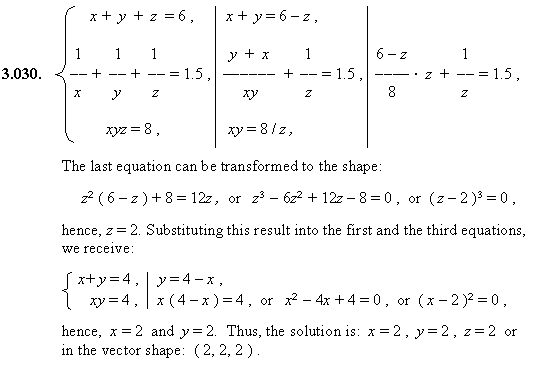 x + y + z = 6 , | x + y = 6 – z ,
3.030. { 1/x + 1/y + 1/z = 1.5 , | (y + x)/xy + 1/z = 1.5 , | (6 – z)/8 · z + 1/z = 1.5 ,
xyz = 8 , | xy = 8 / z ,
The last equation can be transformed to the shape:
z² ( 6 – z ) + 8 = 12z , or z³ – 6z² + 12z – 8 = 0 , or ( z – 2 )³ = 0 ,
hence, z = 2. Substituting this result into the first and the third equations,
we receive:
{ x+y = 4 , | y = 4 – x ,
xy = 4 , | x ( 4 – x ) = 4 , or x² – 4x + 4 = 0 , or ( x – 2 )² = 0 ,
hence, x = 2 and y = 2. Thus, the solution is: x = 2 , y = 2 , z = 2 or
in the vector shape: ( 2, 2, 2 ) .